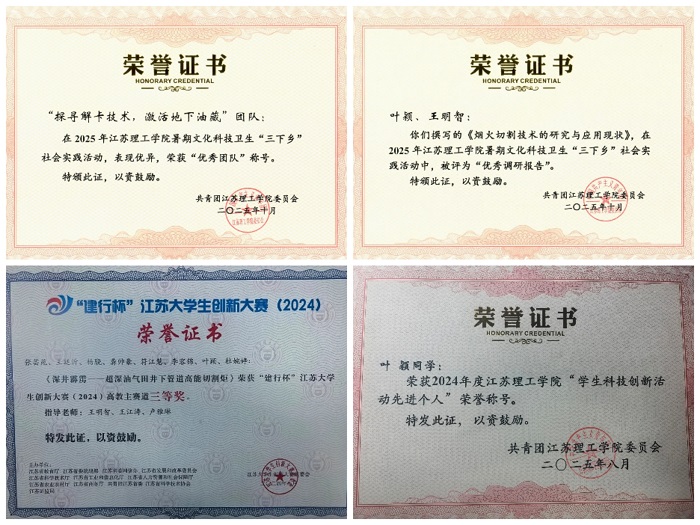 荣誉证书
HONORARY CREDENTIAL
“探寻解卡技术，激活地下油藏”团队：
在2025年江苏理工学院暑期文化科技卫生“三下乡”
社会实践活动，表现优异，荣获“优秀团队”称号。
特颁此证，以资鼓励。
共青团江苏理工学院委员会
二〇二五年十月
荣誉证书
HONORARY CREDENTIAL
叶颖、王明智：
你们撰写的《烟火切割技术的研究与应用现状》，在
2025年江苏理工学院暑期文化科技卫生“三下乡”社会实
践活动中，被评为“优秀调研报告”。
特颁此证，以资鼓励。
共青团江苏理工学院委员会
二〇二五年十月
“建行杯”江苏大学生创新大赛（2024）
荣誉证书
《深井霹雳——超深油气田井下管道高能切割炬》荣获“建行杯”江苏大学
生创新大赛（2024）高教主赛道三等奖。
指导老师：王明智、王江涛、卢雅琳
特发此证，以资鼓励。
荣誉证书
HONORARY CREDENTIAL
叶 颖同学：
荣获2024年度江苏理工学院“学生科技创新活
动先进个人”荣誉称号。
特发此证，以资鼓励。
共青团江苏理工学院委员会
二〇二五年八月